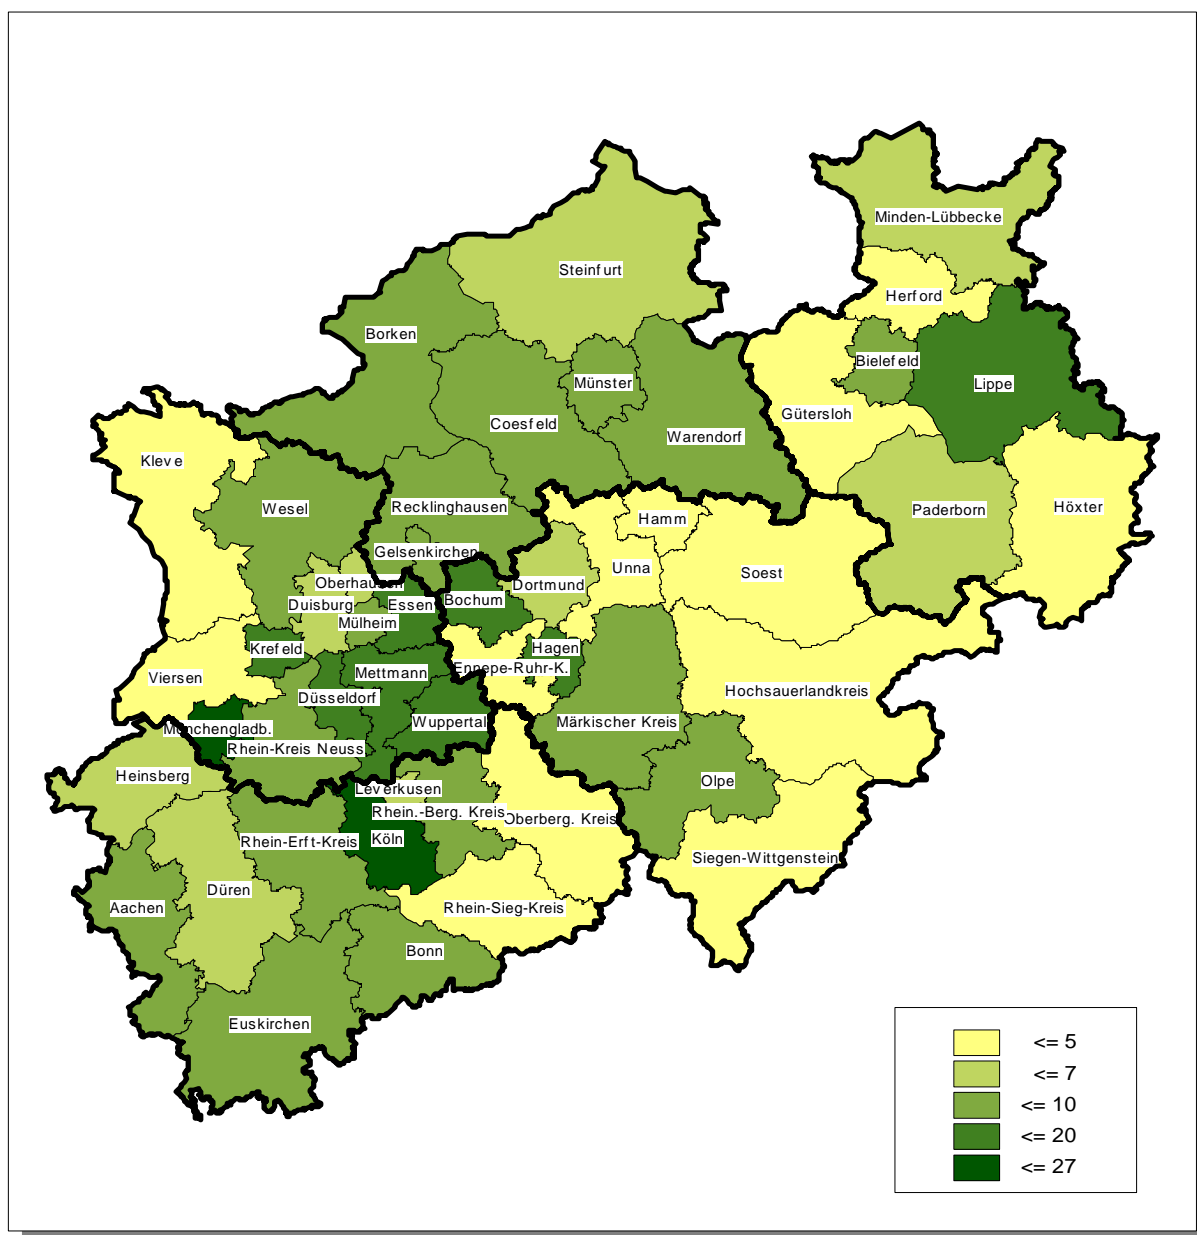 Minden-Lübbecke
Steinfurt
Herford
Borken
Bielefeld
Münster
Lippe
Gütersloh
Coesfeld
Warendorf
Kleve
Wesel
Recklinghausen
Höxter
Paderborn
Hamm
Gelsenkirchen
Unna
Soest
Oberhausen
Dortmund
Duisburg
Essen
Bochum
Mülheim
Krefeld
Hagen
Ennepe-Ruhr-K.
Mettmann
Viersen
Hochsauerlandkreis
Düsseldorf
Wuppertal
Märkischer Kreis
Mönchengladb.
Rhein-Kreis Neuss
Heinsberg
Olpe
Leverkusen
Rhein.-Berg. Kreis
Oberberg. Kreis
Rhein-Erft-Kreis
Köln
Siegen-Wittgenstein
Düren
Aachen
Rhein-Sieg-Kreis
Bonn
Euskirchen
<= 5
<= 7
<= 10
<= 20
<= 27